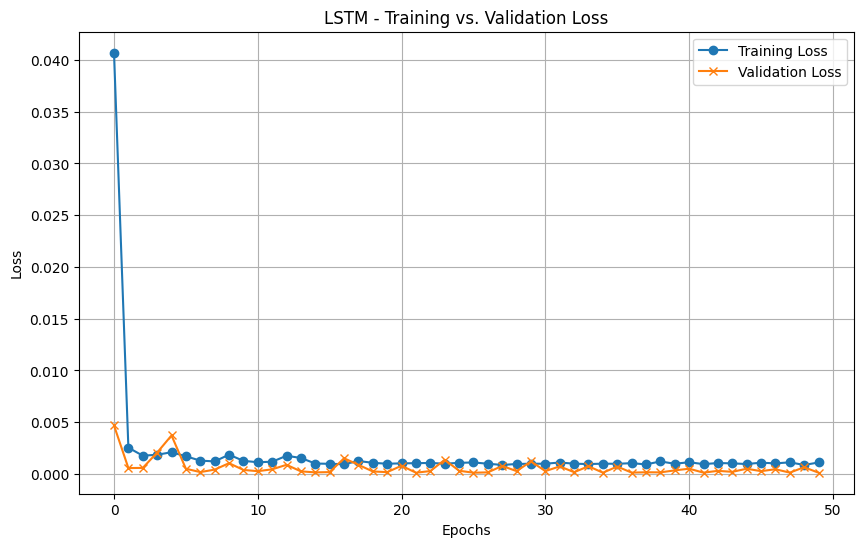 LSTM - Training vs. Validation Loss
Training Loss
Validation Loss
0.040
0.035
0.030
0.025
0.020
0.015
0.010
0.005
0.000
Loss
0 10 20 30 40 50
Epochs